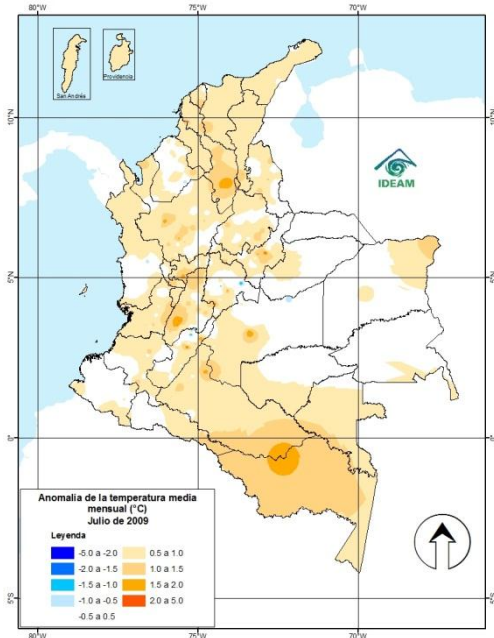 80°W 75°W 70°W
San Andrés
Providencia
10°N
IDEAM
5°N
0°
5°S
Anomalia de la temperatura media
mensual (°C)
Julio de 2009
Leyenda
-5.0 a -2.0 0.5 a 1.0
-2.0 a -1.5 1.0 a 1.5
-1.5 a -1.0 1.5 a 2.0
-1.0 a -0.5 2.0 a 5.0
-0.5 a 0.5
80°W 75°W 70°W